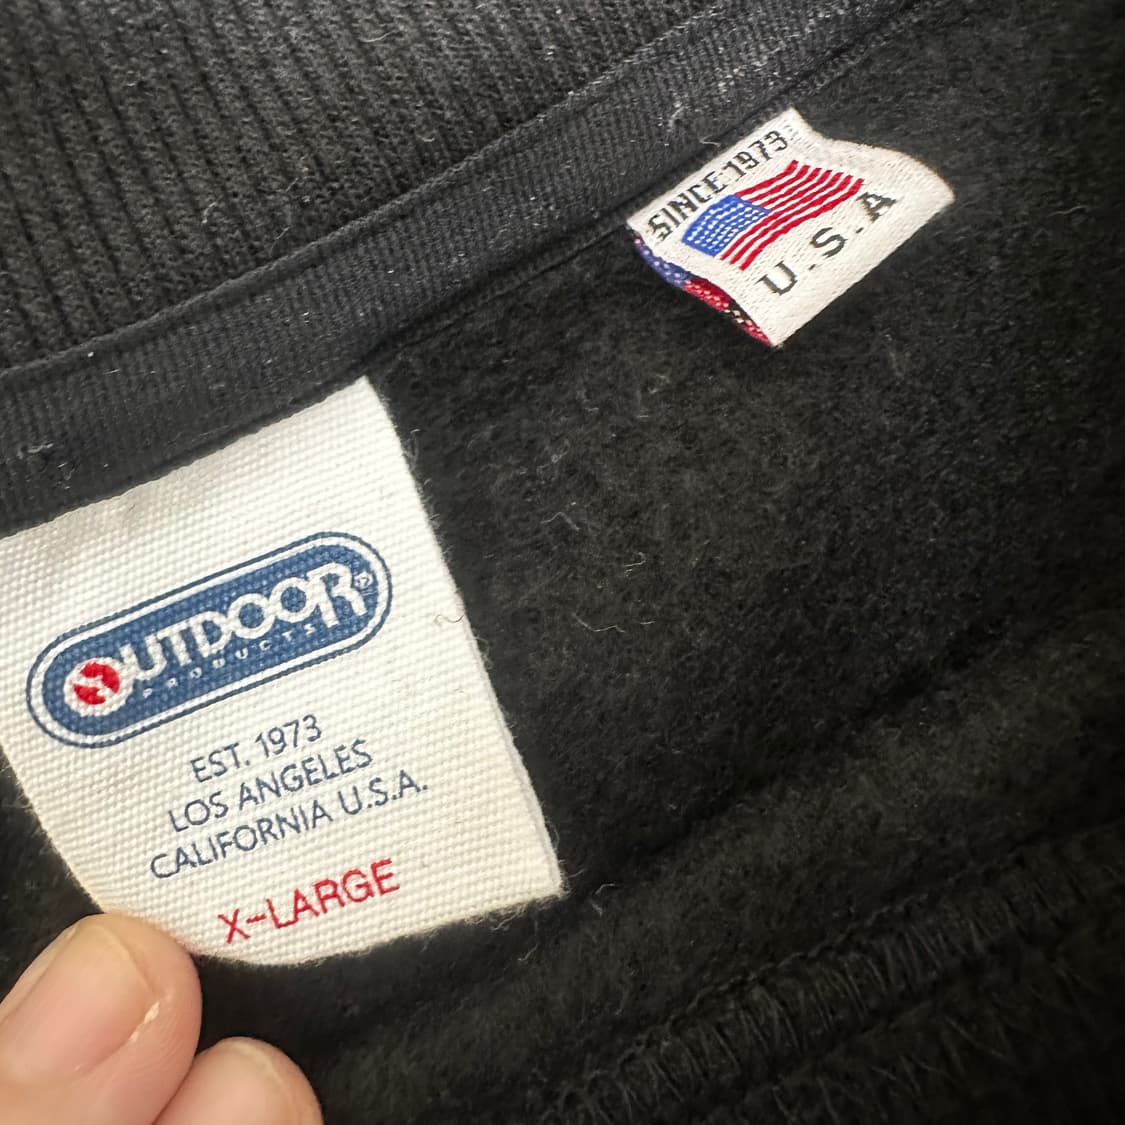 SINCE 1973
U.S.A
OUTDOOR®
PRODUCTS
EST. 1973
LOS ANGELES
CALIFORNIA U.S.A.
X-LARGE